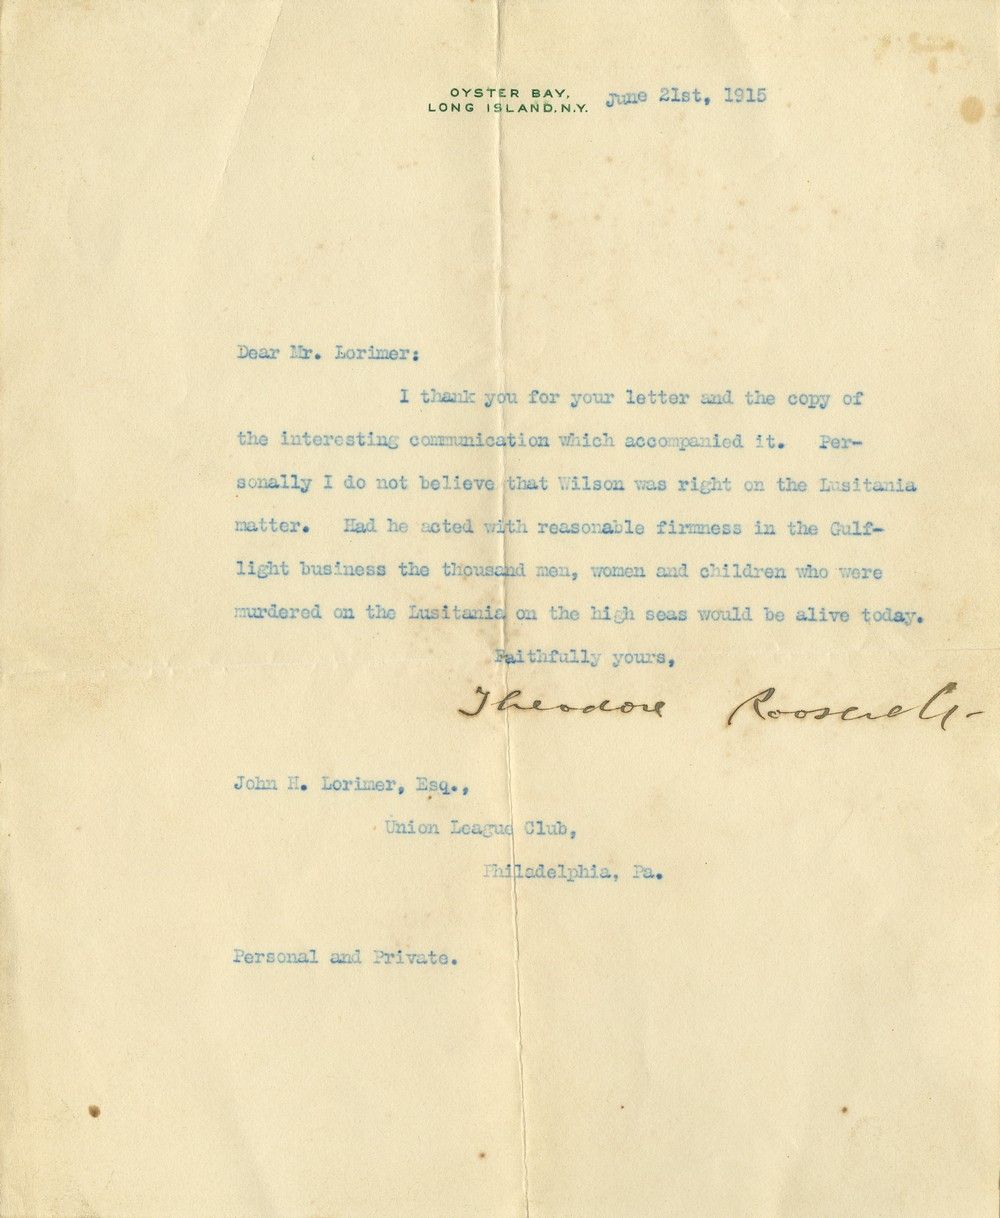 OYSTER BAY,
LONG ISLAND, N.Y.
June 21st, 1915
Dear Mr. Lorimer:
I thank you for your letter and the copy of
the interesting communication which accompanied it. Per-
sonally I do not believe that Wilson was right on the Lusitania
matter. Had he acted with reasonable firmness in the Gulf-
light business the thousand men, women and children who were
murdered on the Lusitania on the high seas would be alive today.
Faithfully yours,
Theodore Roosevelt
John H. Lorimer, Esq.,
Union League Club,
Philadelphia, Pa.
Personal and Private.